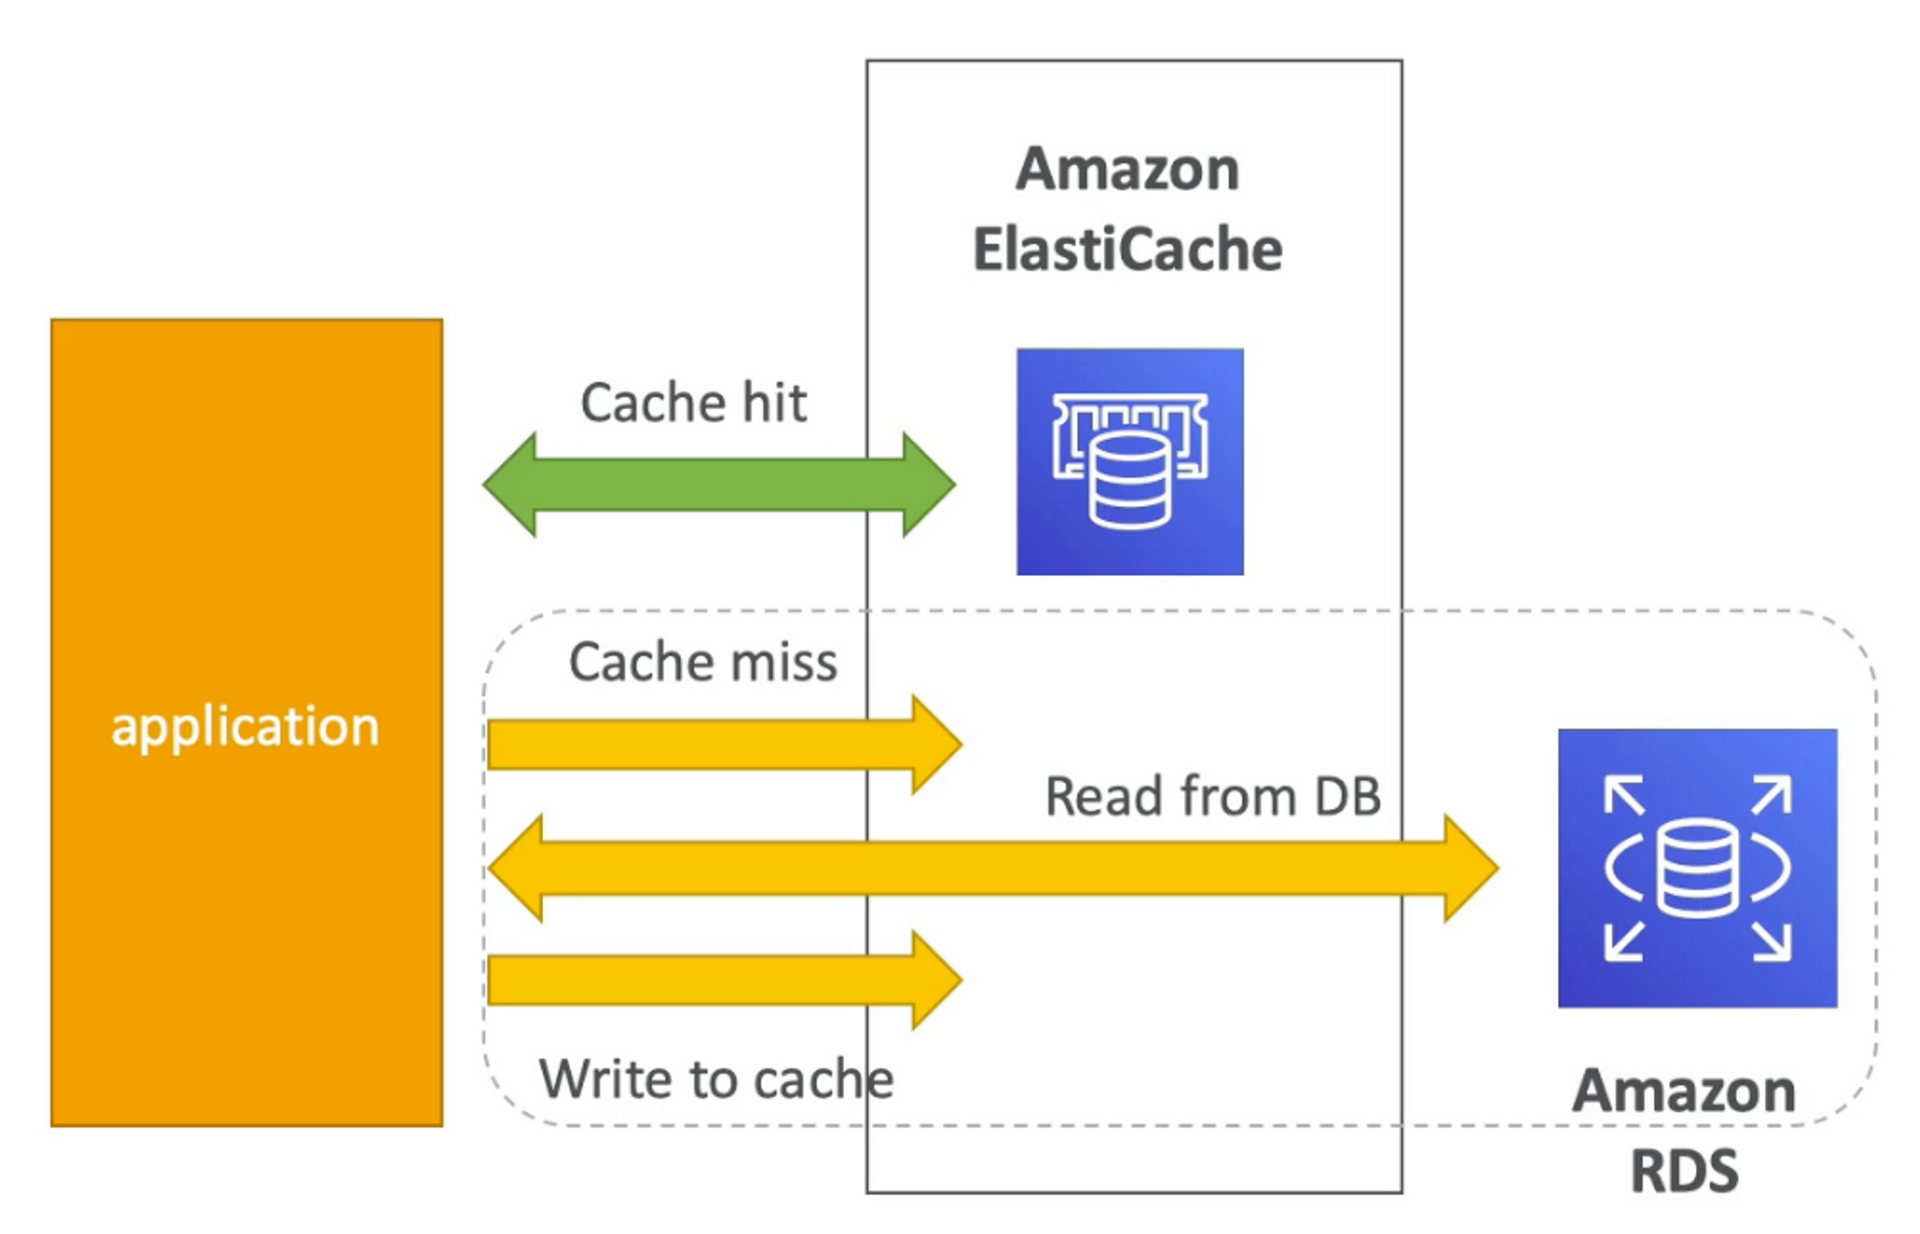 Amazon
ElastiCache
Cache hit
Cache miss
application
Read from DB
Write to cache
Amazon
RDS